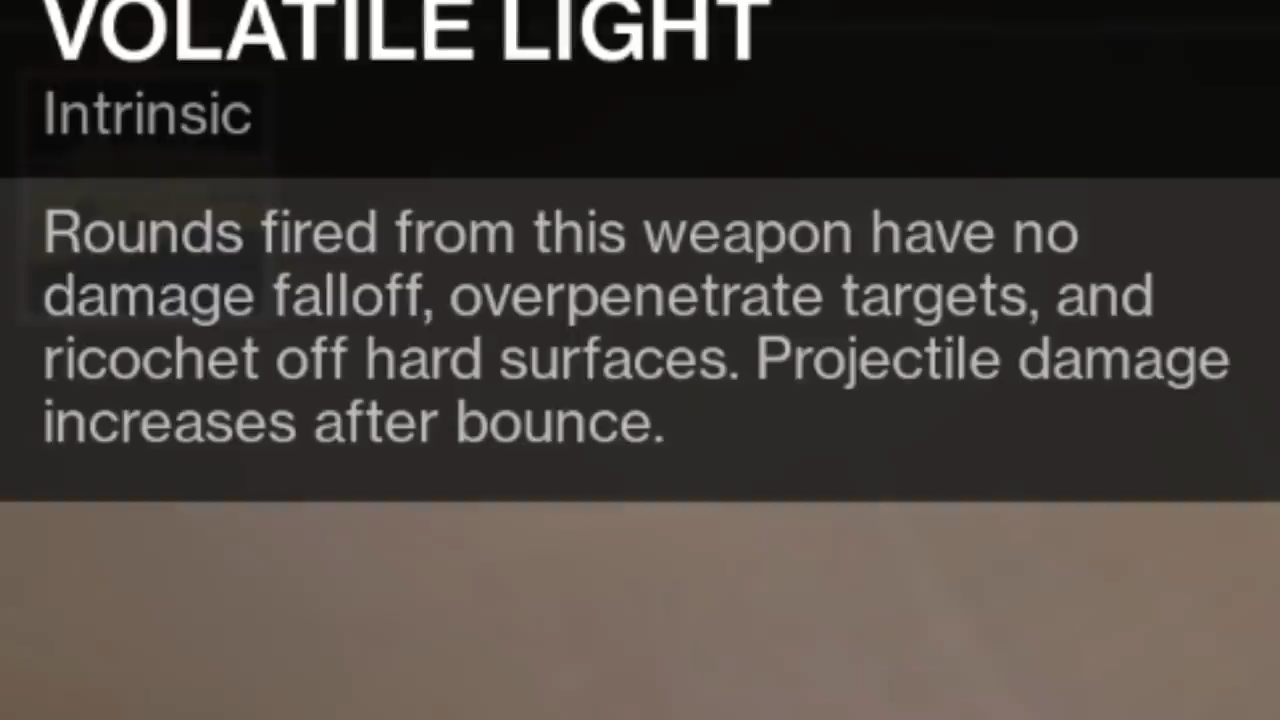 VOLATILE LIGHT
Intrinsic
Rounds fired from this weapon have no
damage falloff, overpenetrate targets, and
ricochet off hard surfaces. Projectile damage
increases after bounce.